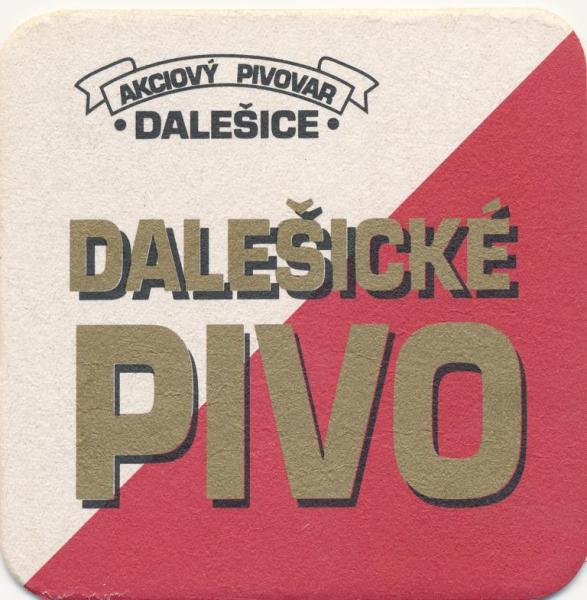 AKCIOVÝ PIVOVAR
• DALEŠICE •
DALEŠICKÉ
PIVO